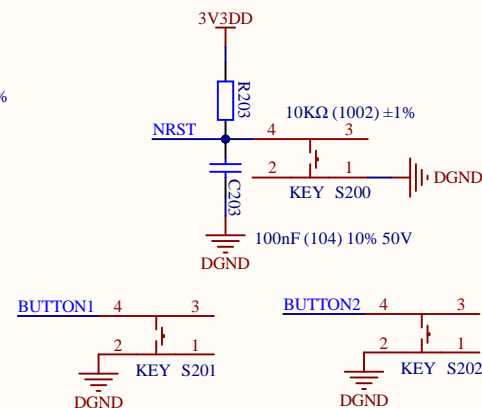 3V3DD
R203
%
10KΩ (1002) ±1%
NRST
4 3
2 1
DGND
KEY S200
C203
100nF (104) 10% 50V
DGND
BUTTON1 4 3
2 1
KEY S201
DGND
BUTTON2 4 3
2 1
KEY S202
DGND